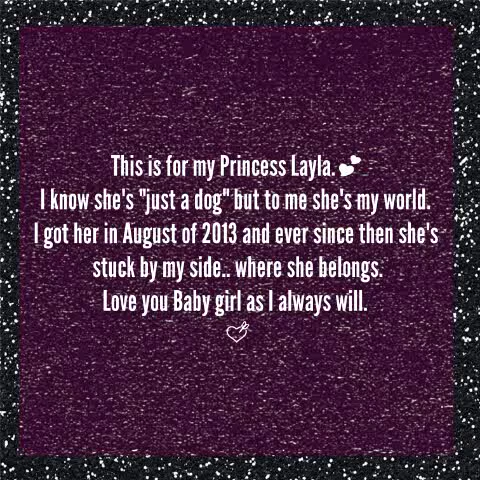 This is for my Princess Layla. 💕
I know she's "just a dog" but to me she's my world.
I got her in August of 2013 and ever since then she's
stuck by my side.. where she belongs.
Love you Baby girl as I always will.
💘